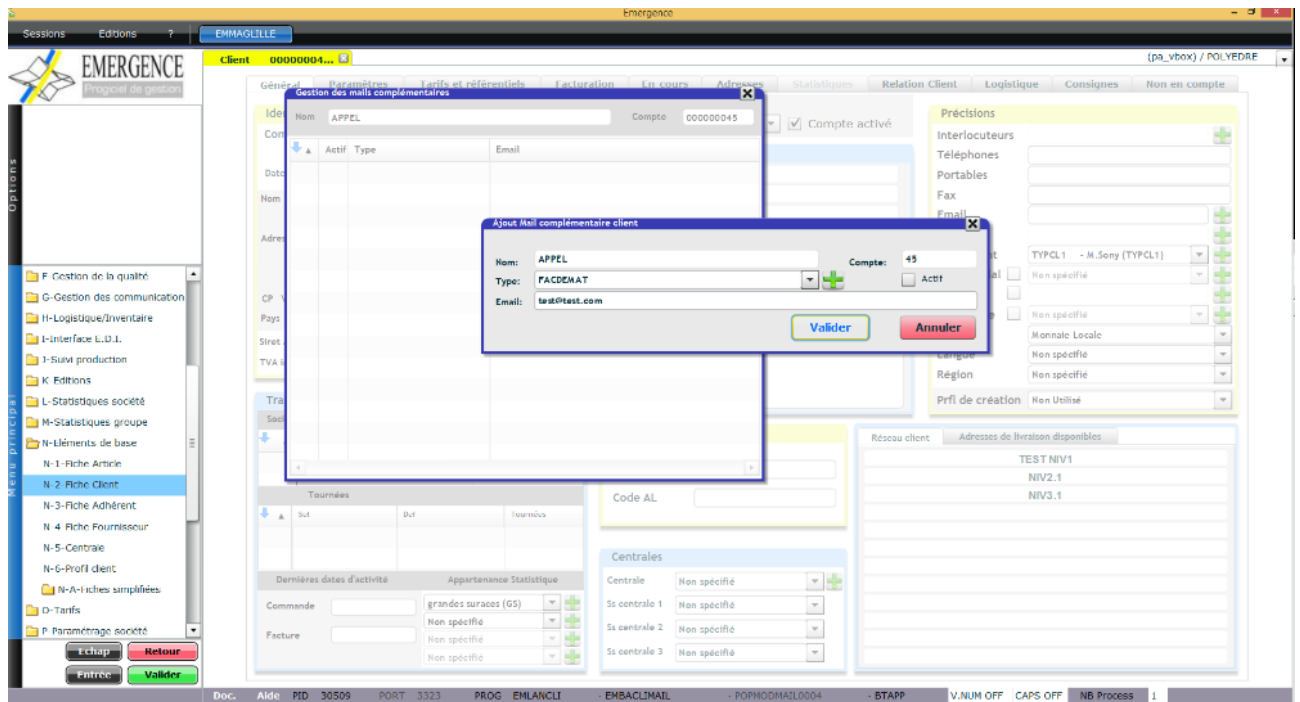 Emergence
Sessions Editions ? EMMAGLILLE
EMERGENCE
Progiciel de gestion
Client 00000004...
(pa_vbox) / POLYEDRE
Général Paramètres Tarifs et référentiels Facturation En cours Adresses Statistiques Relation Client Logistique Consignes Non en compte
Gestion des mails complémentaires
Nom APPEL Compte 000000045
Compte activé
Actif Type Email
Date
Nom
CP
Pays
Siret
Précisions
Interlocuteurs
Téléphones
Portables
Fax
Email
TYPCL1 - M.Sony (TYPCL1)
Non spécifié
Non spécifié
Monnaie Locale
Langue Non spécifié
Région Non spécifié
Prfl de création Non Utilisé
Ajout Mail complémentaire client
Nom: APPEL Compte: 45
Type: FACDEMAT Actif
Email: test@test.com
Valider Annuler
Options
Menu principal
F Gestion de la qualité
G-Gestion des communication
H-Logistique/Inventaire
I-Interface E.D.I.
J-Suivi production
K Editions
L-Statistiques société
M-Statistiques groupe
N-Eléments de base
N-1-Fiche Article
N-2-Fiche Client
N-3-Fiche Adhérent
N-4-Fiche Fournisseur
N-5-Centrale
N-6-Profil client
N-A-Fiches simplifiées
O-Tarifs
P Paramétrage société
Echap Retour
Entrée Valider
Tournées
Tournées
Code AL
Dernières dates d'activité Appartenance Statistique
Commande grandes suraces (GS)
Non spécifié
Facture Non spécifié
Non spécifié
Centrales
Centrale Non spécifié
Ss centrale 1 Non spécifié
Ss centrale 2 Non spécifié
Ss centrale 3 Non spécifié
Réseau client Adresses de livraison disponibles
TEST NIV1
NIV2.1
NIV3.1
Doc. Aide PID 30509 PORT 3323 PROG EMLANCLI - EMBACLIMAIL - POPMODMAIL0004 - BTAPP V.NUM OFF CAPS OFF NB Process 1